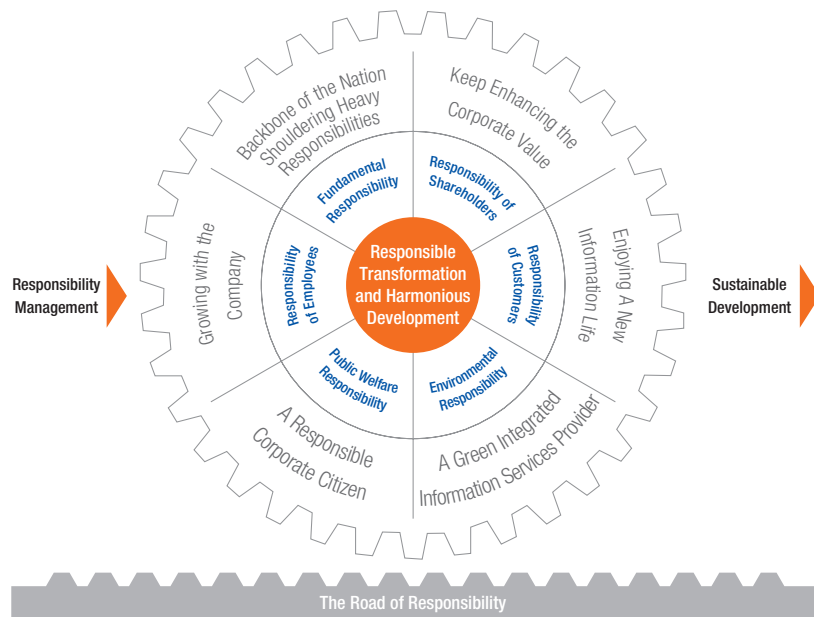 Backbone of the Nation
Shouldering Heavy
Responsibilities
Keep Enhancing the
Corporate Value
Fundamental
Responsibility
Responsibility of
Shareholders
Growing with the
Company
Responsibility
of Employees
Responsible
Transformation
and Harmonious
Development
Responsibility
of Customers
Enjoying A New
Information Life
Responsibility
Management
Sustainable
Development
Public Welfare
Responsibility
Environmental
Responsibility
A Responsible
Corporate Citizen
A Green Integrated
Information Services Provider
The Road of Responsibility